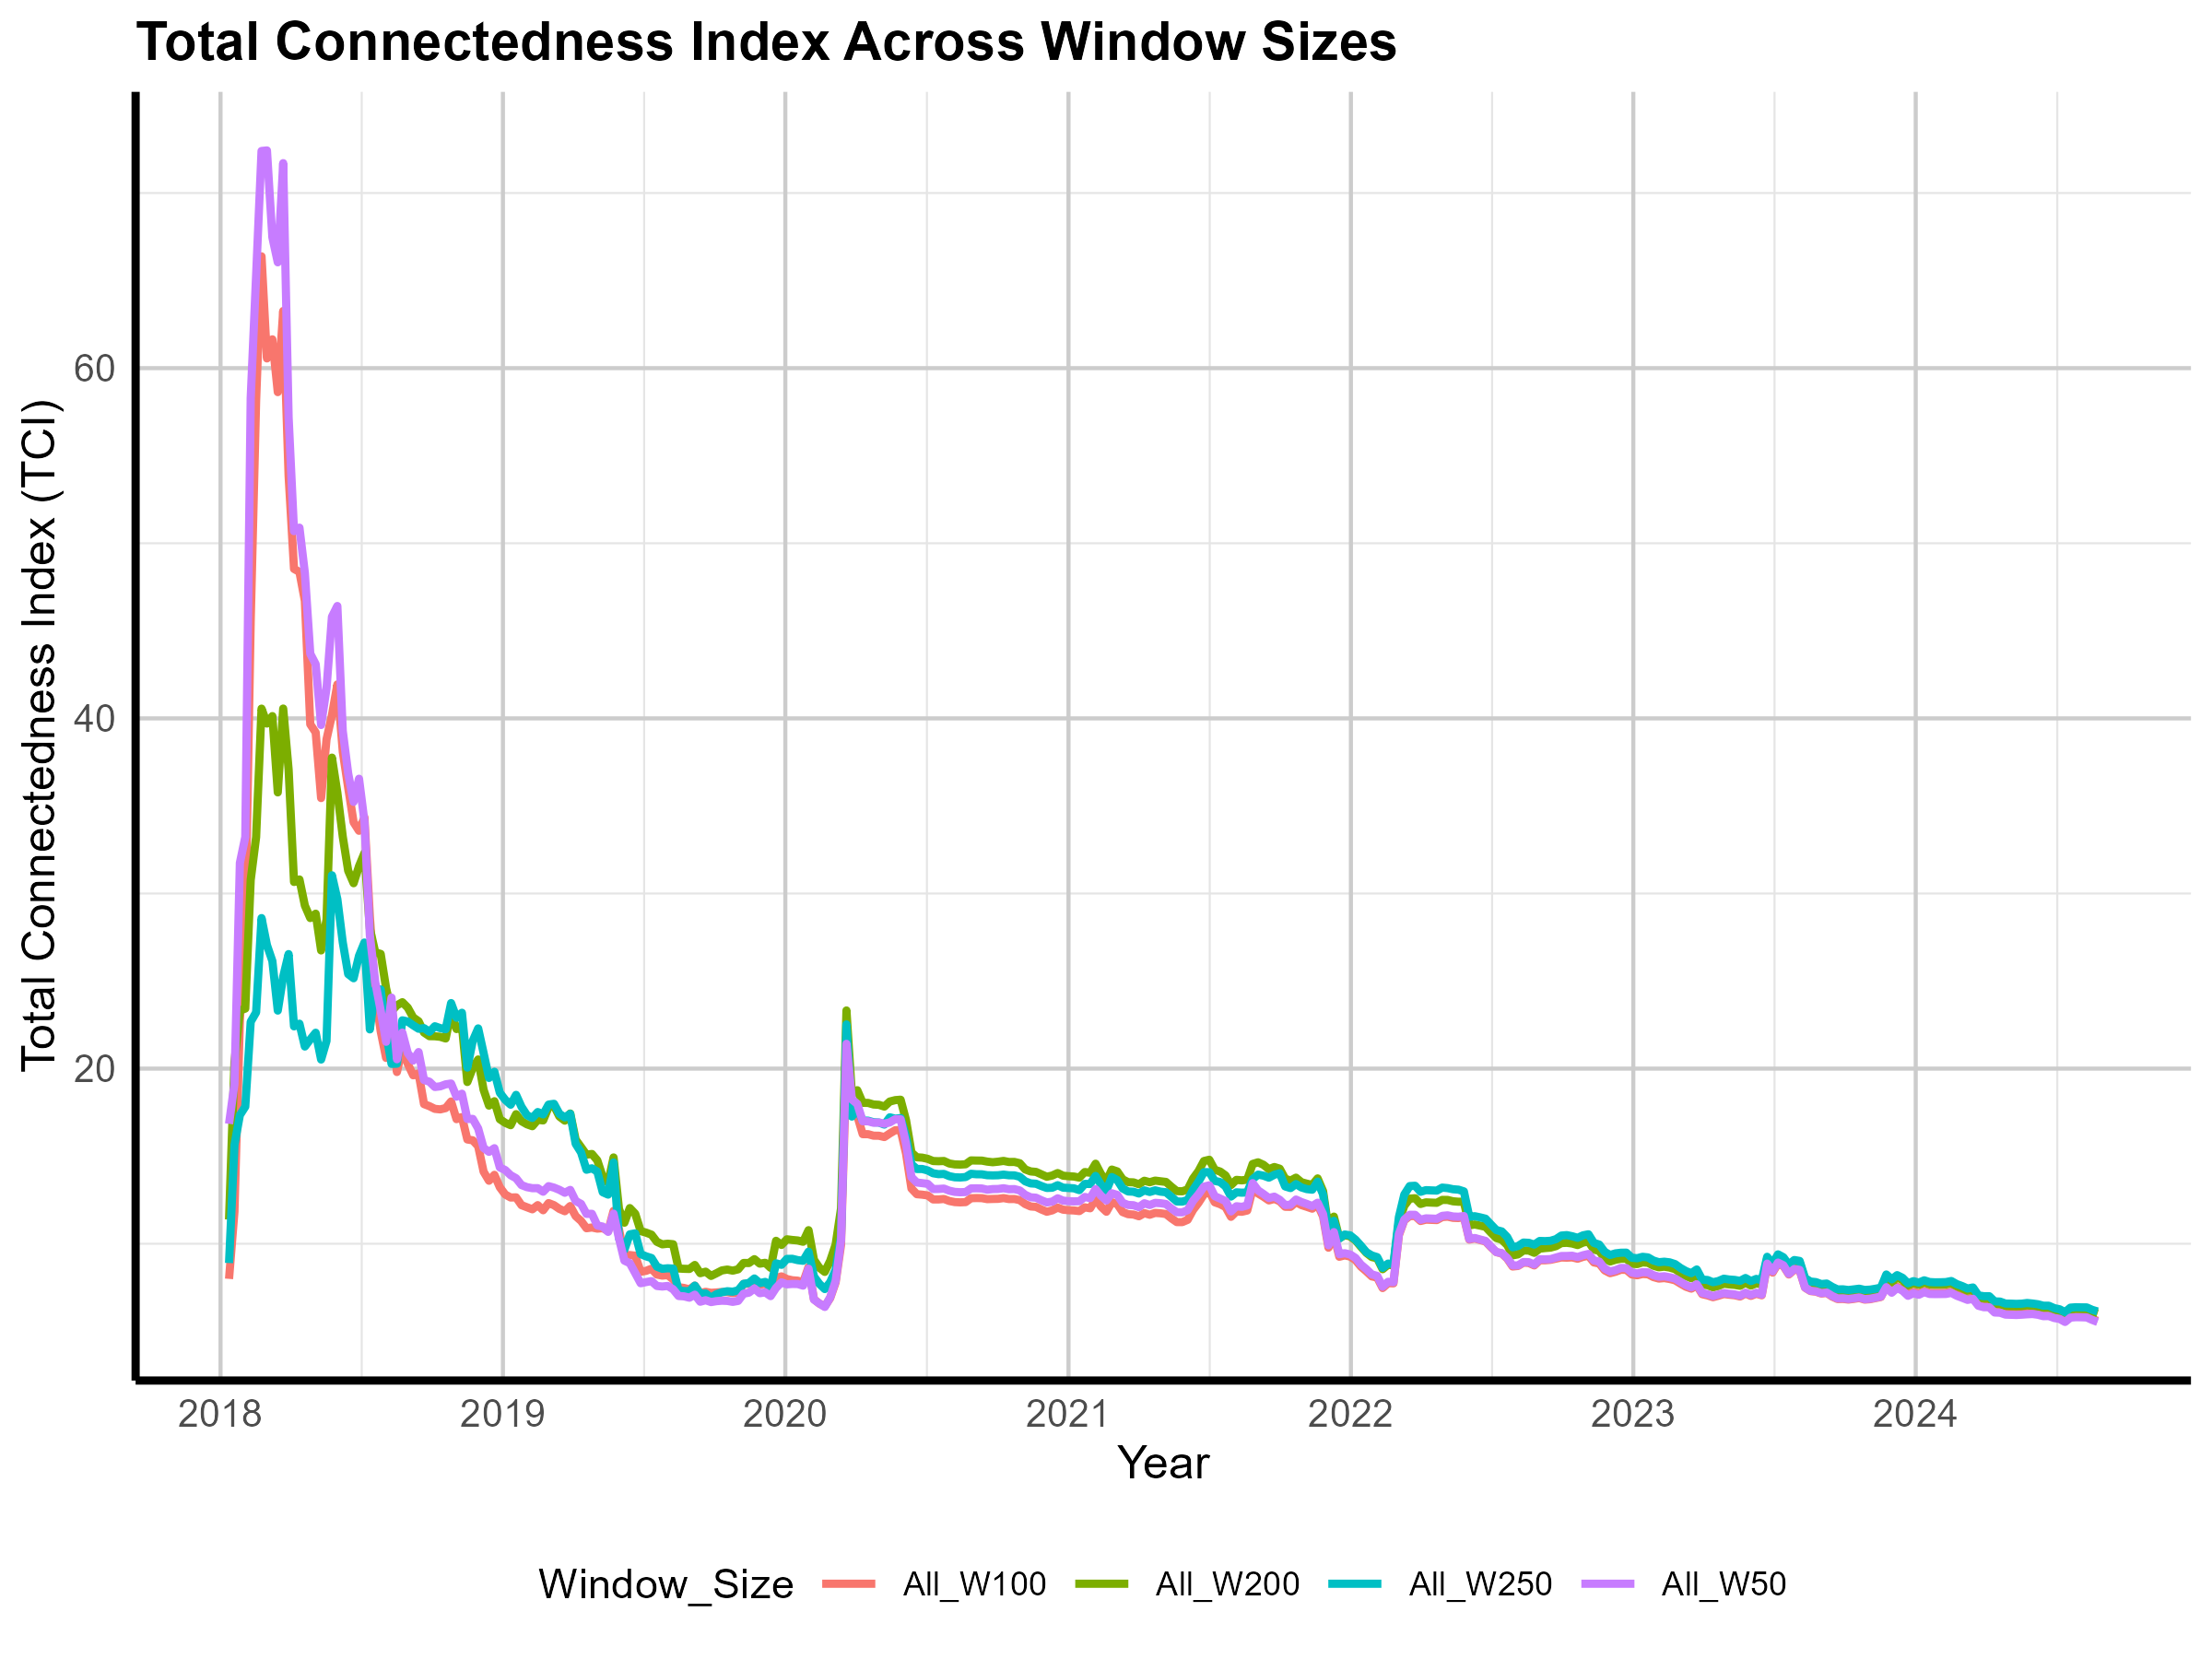 Total Connectedness Index Across Window Sizes
Total Connectedness Index (TCI)
60
40
20
2018 2019 2020 2021 2022 2023 2024
Year
Window_Size All_W100 All_W200 All_W250 All_W50